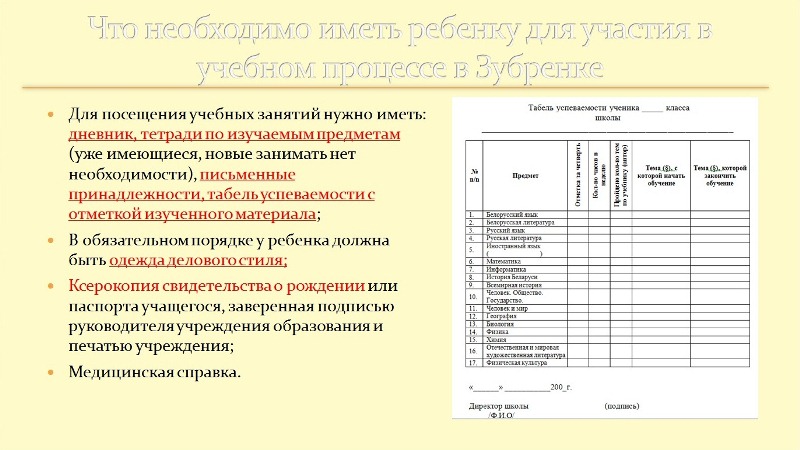 Что необходимо иметь ребенку для участия в
учебном процессе в Зубренке
• Для посещения учебных занятий нужно иметь:
дневник, тетради по изучаемым предметам
(уже имеющиеся, новые занимать нет
необходимости), письменные
принадлежности, табель успеваемости с
отметкой изученного материала;
• В обязательном порядке у ребенка должна
быть одежда делового стиля;
• Ксерокопия свидетельства о рождении или
паспорта учащегося, заверенная подписью
руководителя учреждения образования и
печатью учреждения;
• Медицинская справка.
Табель успеваемости ученика _____ класса
школы
№ п/п Предмет Отметка за четверть Кол-во часов в неделю Пройдено кол-во тем по учебнику (автор) Тема (§), с которой начать обучение Тема (§), которой закончить обучение
1. Белорусский язык
2. Белорусская литература
3. Русский язык
4. Русская литература
5. Иностранный язык
(______________)
6. Математика
7. Информатика
8. История Беларуси
9. Всемирная история
10. Человек. Общество.
Государство.
11. Человек и мир
12. География
13. Биология
14. Физика
15. Химия
16. Отечественная и мировая
художественная литература
17. Физическая культура
«______» ___________200_г.
Директор школы (подпись)
/Ф.И.О/